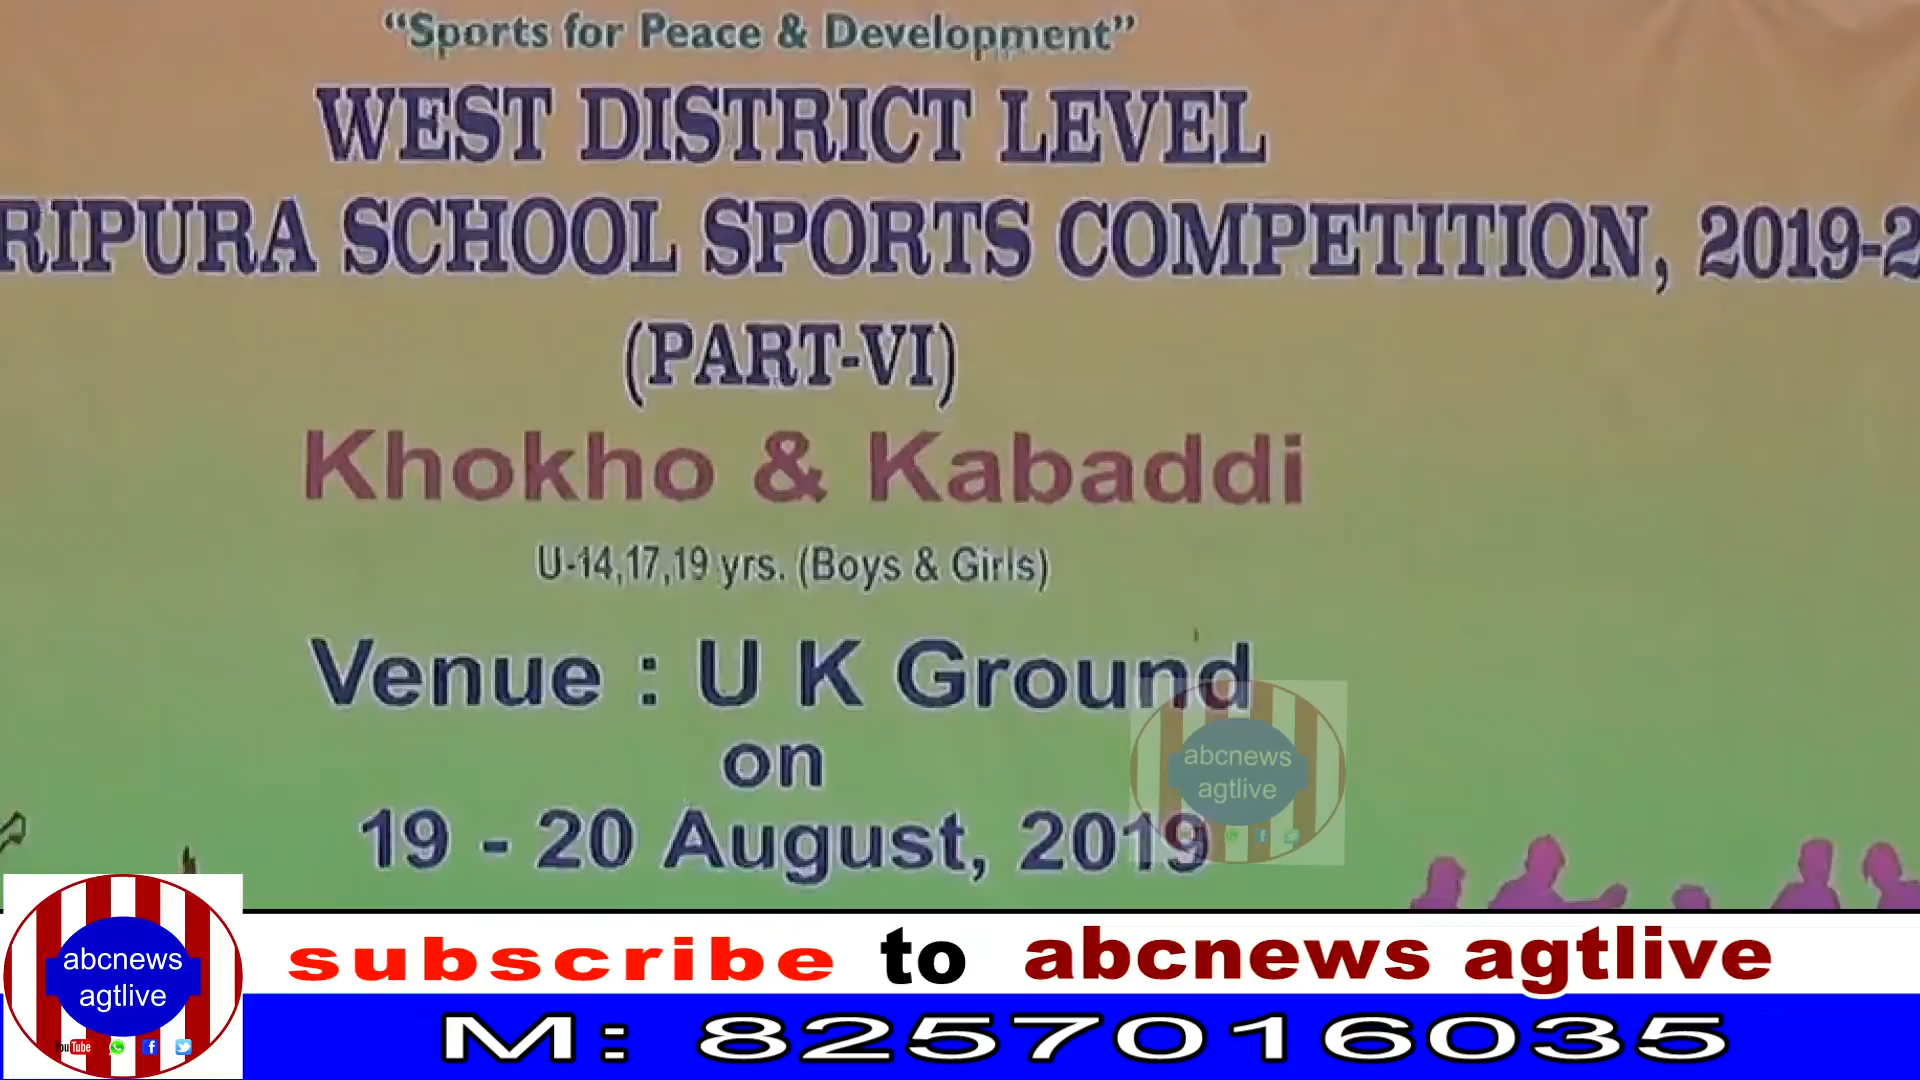 “Sports for Peace & Development”
WEST DISTRICT LEVEL
RIPURA SCHOOL SPORTS COMPETITION, 2019-2
(PART-VI)
Khokho & Kabaddi
U-14,17,19 yrs. (Boys & Girls)
Venue : U K Ground
on
19 - 20 August, 2019
abcnews
agtlive
abcnews
agtlive
YouTube
subscribe to abcnews agtlive
M: 8257016035